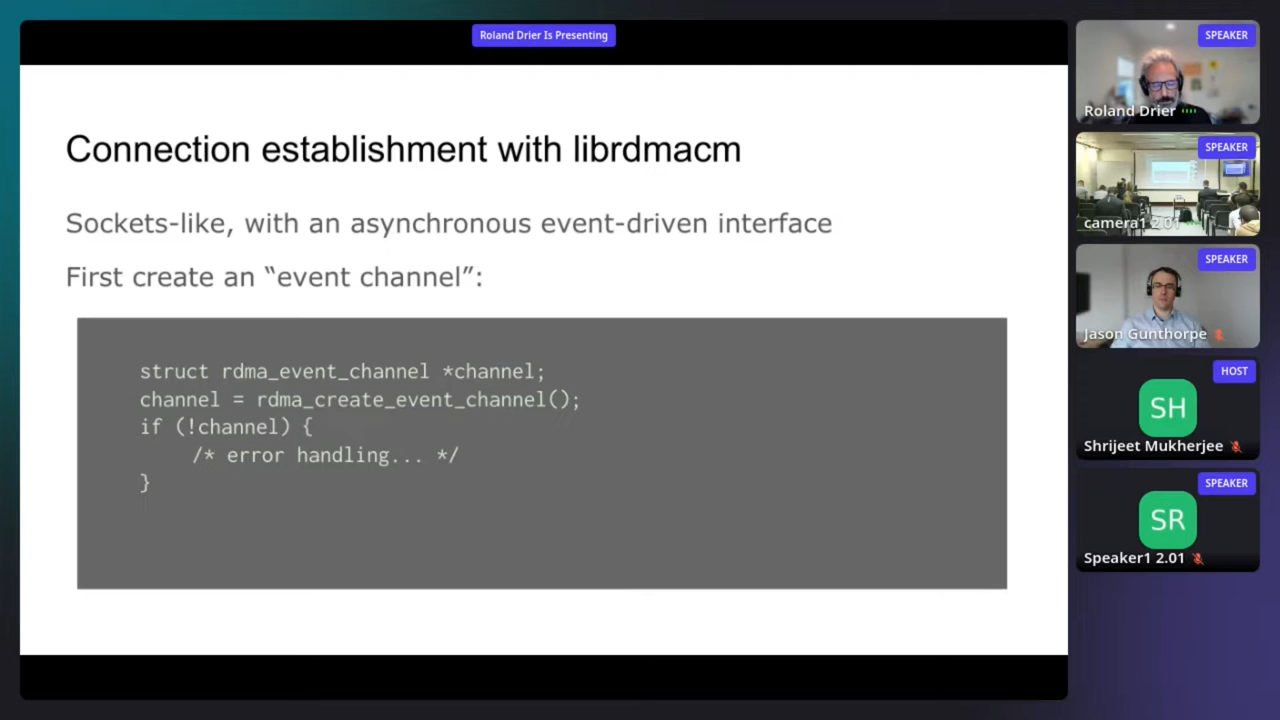 Roland Drier Is Presenting
Connection establishment with librdmacm
Sockets-like, with an asynchronous event-driven interface
First create an “event channel”:
struct rdma_event_channel *channel;
channel = rdma_create_event_channel();
if (!channel) {
/* error handling... */
}
SPEAKER
Roland Drier
SPEAKER
camera1 2.01
SPEAKER
Jason Gunthorpe
HOST
SH
Shrijeet Mukherjee
SPEAKER
SR
Speaker1 2.01